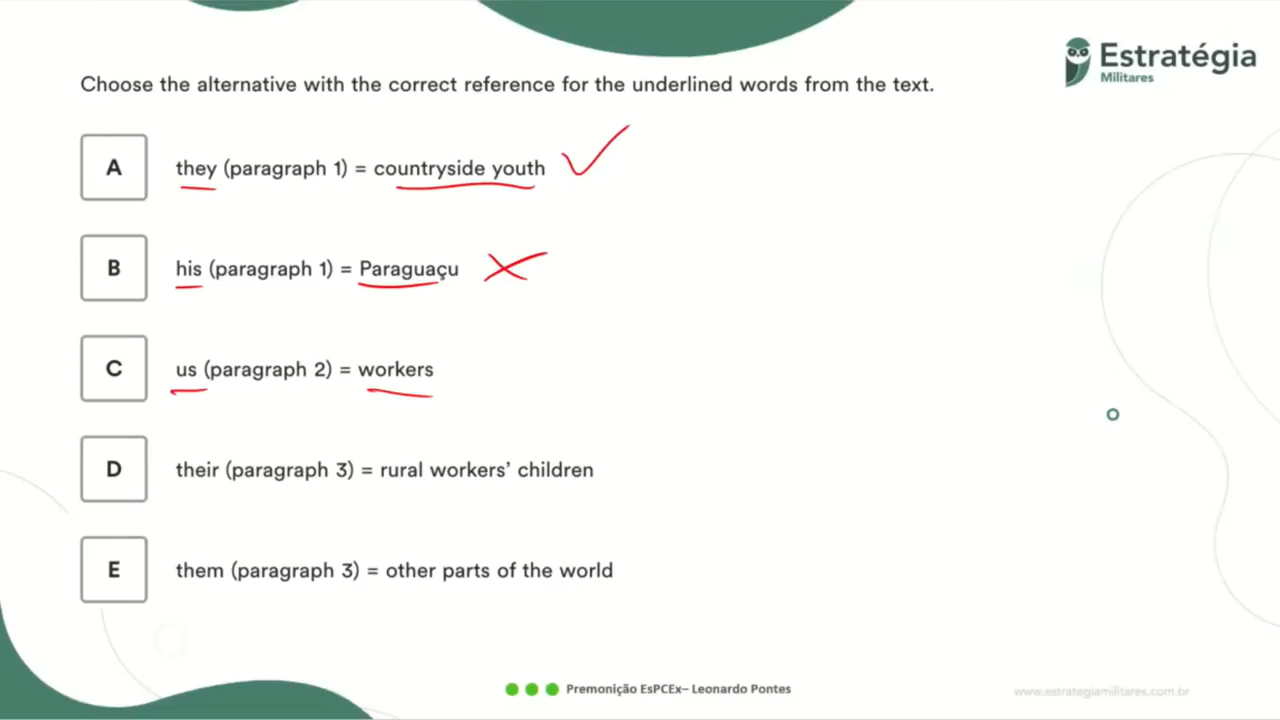 Estratégia
Militares
Choose the alternative with the correct reference for the underlined words from the text.
A
they (paragraph 1) = countryside youth
B
his (paragraph 1) = Paraguaçu
C
us (paragraph 2) = workers
D
their (paragraph 3) = rural workers’ children
E
them (paragraph 3) = other parts of the world
Premonição EsPCEx– Leonardo Pontes
www.estrategiamilitares.com.br